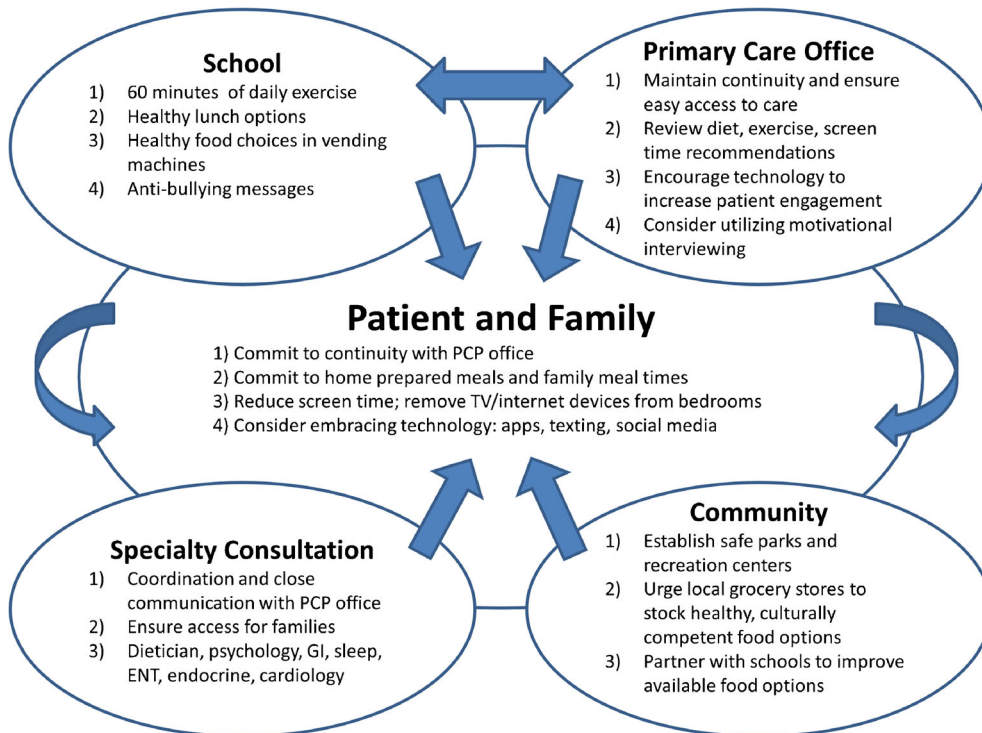 School
1) 60 minutes of daily exercise
2) Healthy lunch options
3) Healthy food choices in vending
machines
4) Anti-bullying messages
Primary Care Office
1) Maintain continuity and ensure
easy access to care
2) Review diet, exercise, screen
time recommendations
3) Encourage technology to
increase patient engagement
4) Consider utilizing motivational
interviewing
Patient and Family
1) Commit to continuity with PCP office
2) Commit to home prepared meals and family meal times
3) Reduce screen time; remove TV/internet devices from bedrooms
4) Consider embracing technology: apps, texting, social media
Specialty Consultation
1) Coordination and close
communication with PCP office
2) Ensure access for families
3) Dietician, psychology, GI, sleep,
ENT, endocrine, cardiology
Community
1) Establish safe parks and
recreation centers
2) Urge local grocery stores to
stock healthy, culturally
competent food options
3) Partner with schools to improve
available food options